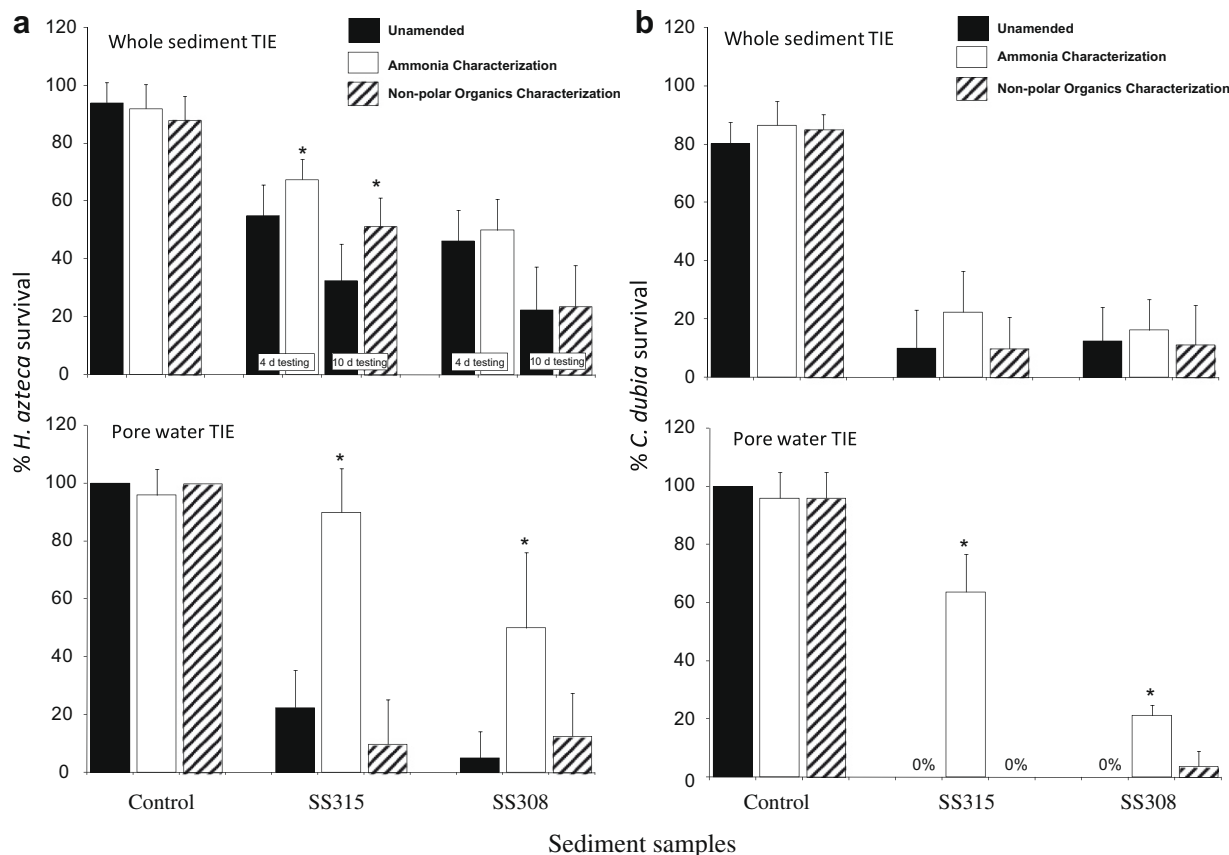 a
Whole sediment TIE
Unamended
Ammonia Characterization
Non-polar Organics Characterization
120
100
80
60
40
20
0
*
*
4 d testing
10 d testing
4 d testing
10 d testing
% H. azteca survival
Pore water TIE
120
100
80
60
40
20
0
*
*
Control
SS315
SS308
b
Whole sediment TIE
Unamended
Ammonia Characterization
Non-polar Organics Characterization
120
100
80
60
40
20
0
% C. dubia survival
Pore water TIE
120
100
80
60
40
20
0
*
*
0%
0%
0%
Control
SS315
SS308
Sediment samples